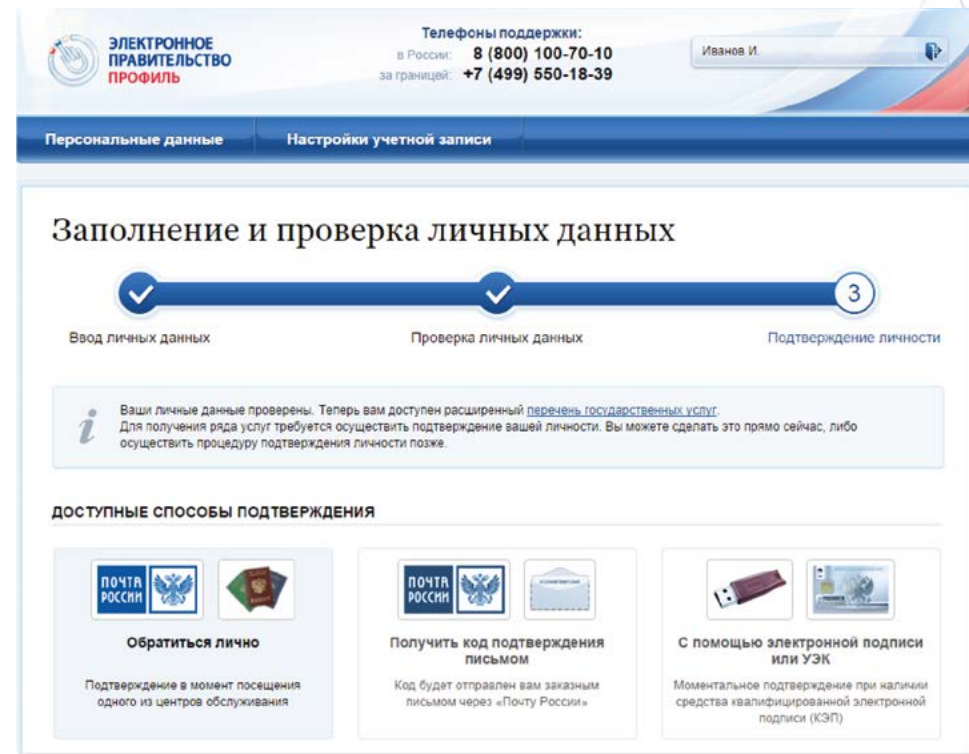 ЭЛЕКТРОННОЕ
ПРАВИТЕЛЬСТВО
ПРОФИЛЬ
Телефоны поддержки:
в России: 8 (800) 100-70-10
за границей: +7 (499) 550-18-39
Иванов И.
Персональные данные Настройки учетной записи
Заполнение и проверка личных данных
3
Ввод личных данных Проверка личных данных Подтверждение личности
Ваши личные данные проверены. Теперь вам доступен расширенный перечень государственных услуг.
Для получения ряда услуг требуется осуществить подтверждение вашей личности. Вы можете сделать это прямо сейчас, либо
осуществить процедуру подтверждения личности позже.
ДОСТУПНЫЕ СПОСОБЫ ПОДТВЕРЖДЕНИЯ
ПОЧТА
РОССИИ
Обратиться лично
Подтверждение в момент посещения
одного из центров обслуживания
ПОЧТА
РОССИИ
Получить код подтверждения
письмом
Код будет отправлен вам заказным
письмом через «Почту России»
С помощью электронной подписи
или УЭК
Моментальное подтверждение при наличии
средства квалифицированной электронной
подписи (КЭП)